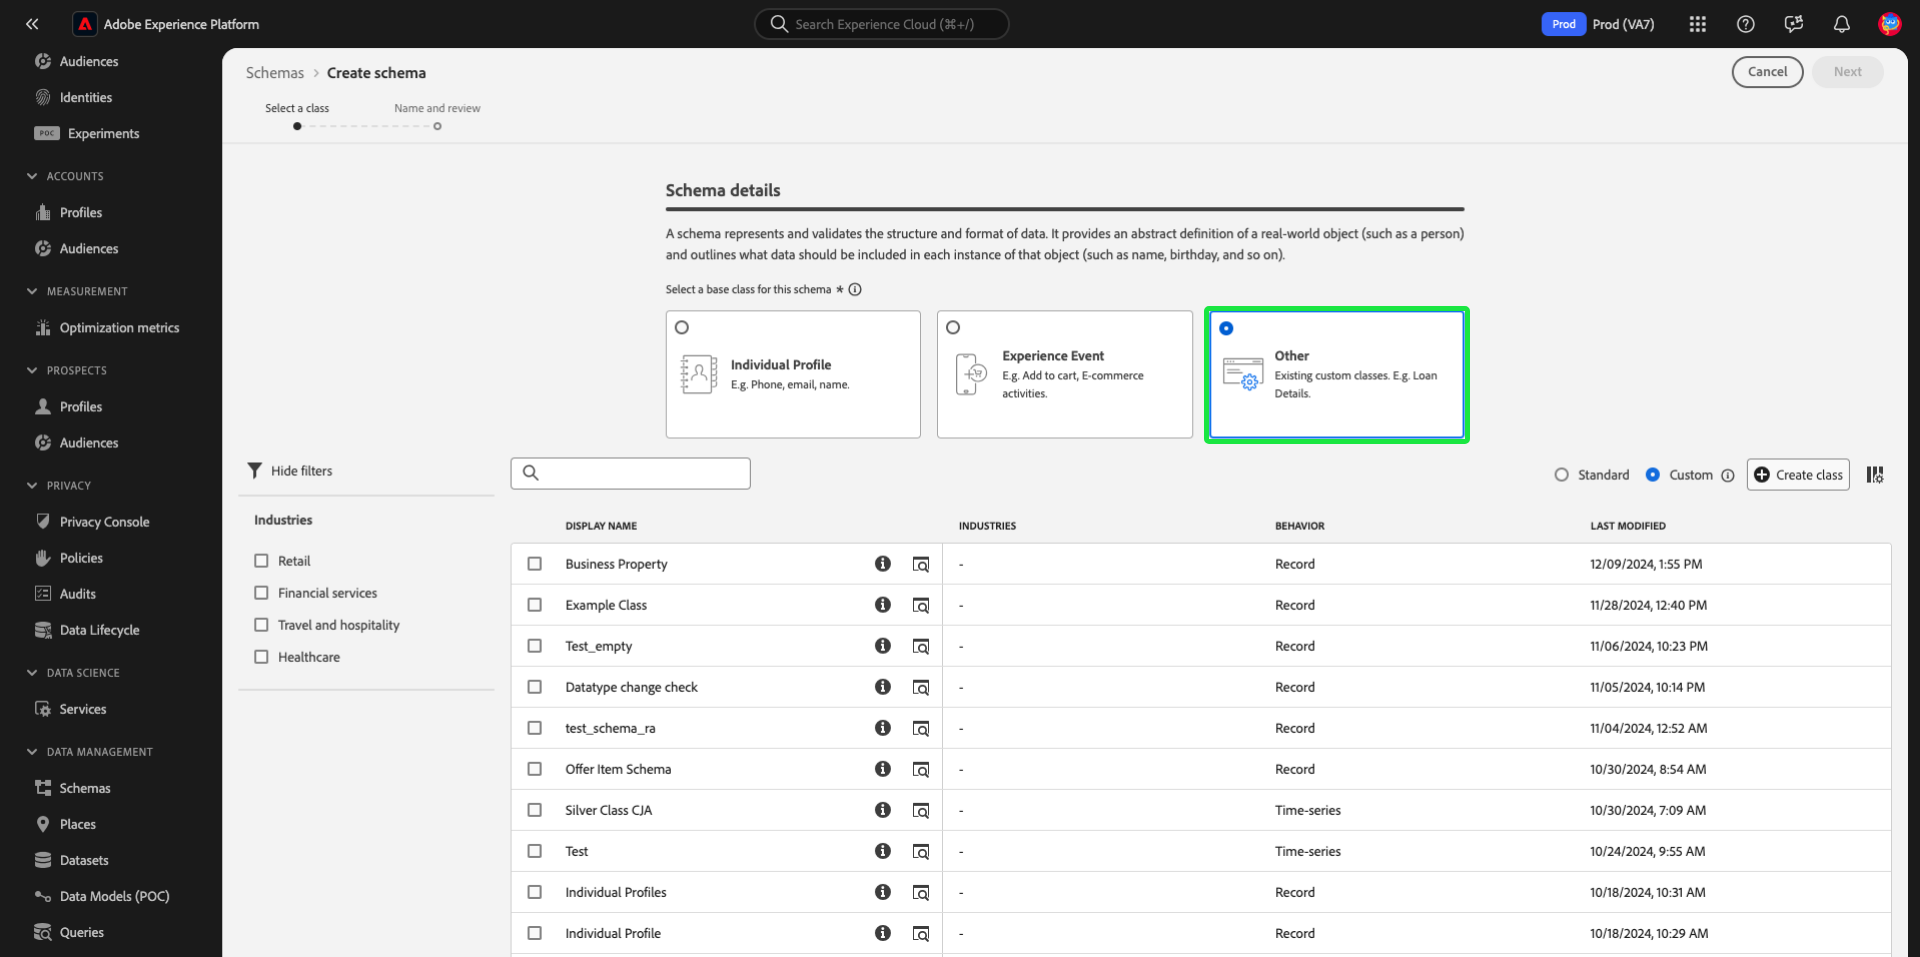 Adobe Experience Platform
Search Experience Cloud (⌘+/)
Prod
Prod (VA7)
Audiences
Identities
POC
Experiments
ACCOUNTS
Profiles
Audiences
MEASUREMENT
Optimization metrics
PROSPECTS
Profiles
Audiences
PRIVACY
Privacy Console
Policies
Audits
Data Lifecycle
DATA SCIENCE
Services
DATA MANAGEMENT
Schemas
Places
Datasets
Data Models (POC)
Queries
Schemas > Create schema
Cancel
Next
Select a class
Name and review
Schema details
A schema represents and validates the structure and format of data. It provides an abstract definition of a real-world object (such as a person)
and outlines what data should be included in each instance of that object (such as name, birthday, and so on).
Select a base class for this schema *
Individual Profile
E.g. Phone, email, name.
Experience Event
E.g. Add to cart, E-commerce
activities.
Other
Existing custom classes. E.g. Loan
Details.
Hide filters
Industries
Retail
Financial services
Travel and hospitality
Healthcare
Standard
Custom
Create class
DISPLAY NAME INDUSTRIES BEHAVIOR LAST MODIFIED
Business Property - Record 12/09/2024, 1:55 PM
Example Class - Record 11/28/2024, 12:40 PM
Test_empty - Record 11/06/2024, 10:23 PM
Datatype change check - Record 11/05/2024, 10:14 PM
test_schema_ra - Record 11/04/2024, 12:52 AM
Offer Item Schema - Record 10/30/2024, 8:54 AM
Silver Class CJA - Time-series 10/30/2024, 7:09 AM
Test - Time-series 10/24/2024, 9:55 AM
Individual Profiles - Record 10/18/2024, 10:31 AM
Individual Profile - Record 10/18/2024, 10:29 AM